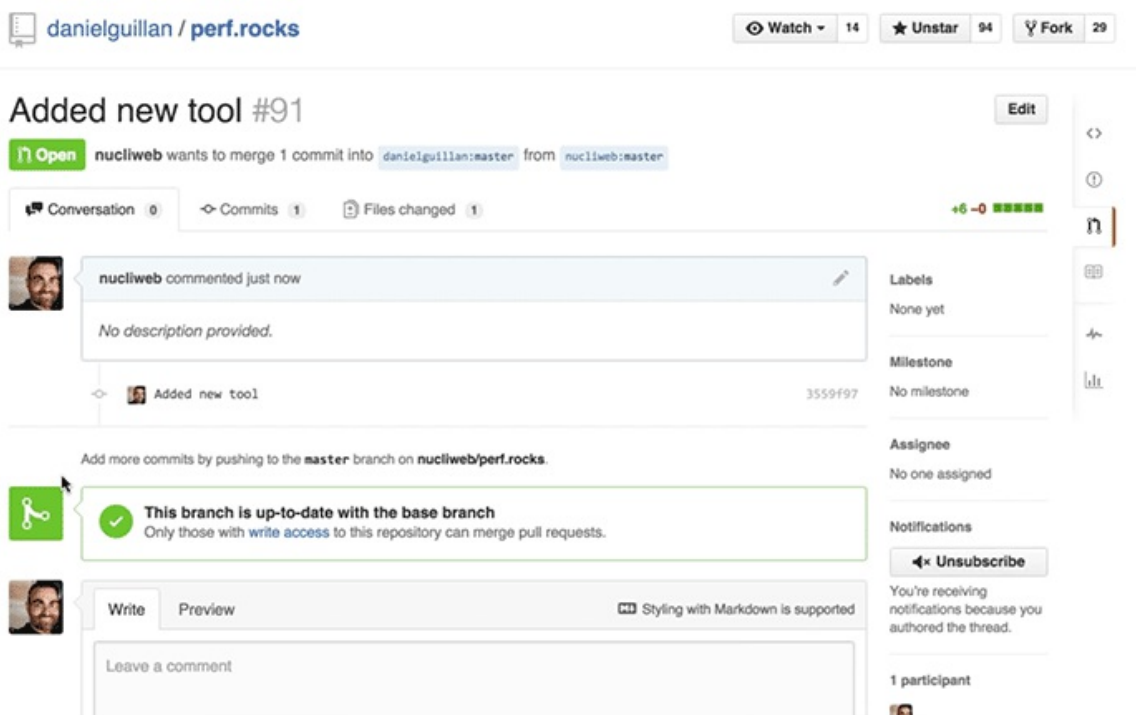 danielguillan / perf.rocks
Watch 14 Unstar 94 Fork 29
Added new tool #91
Edit
Open nucliweb wants to merge 1 commit into danielguillan:master from nucliweb:master
Conversation 0 Commits 1 Files changed 1 +6 −0
nucliweb commented just now
No description provided.
Added new tool 3559f97
Add more commits by pushing to the master branch on nucliweb/perf.rocks.
This branch is up-to-date with the base branch
Only those with write access to this repository can merge pull requests.
Write Preview Styling with Markdown is supported
Leave a comment
Labels
None yet
Milestone
No milestone
Assignee
No one assigned
Notifications
Unsubscribe
You're receiving
notifications because you
authored the thread.
1 participant